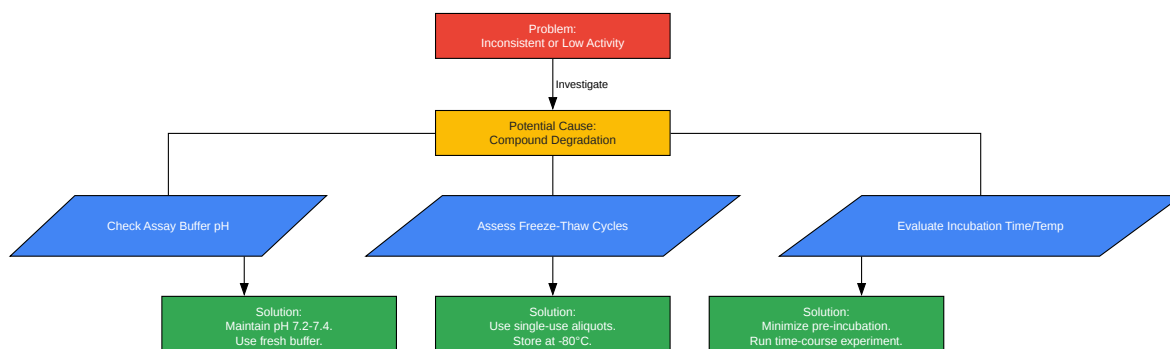 Problem:
Inconsistent or Low Activity
Investigate
Potential Cause:
Compound Degradation
Check Assay Buffer pH
Assess Freeze-Thaw Cycles
Evaluate Incubation Time/Temp
Solution:
Maintain pH 7.2-7.4.
Use fresh buffer.
Solution:
Use single-use aliquots.
Store at -80°C.
Solution:
Minimize pre-incubation.
Run time-course experiment.